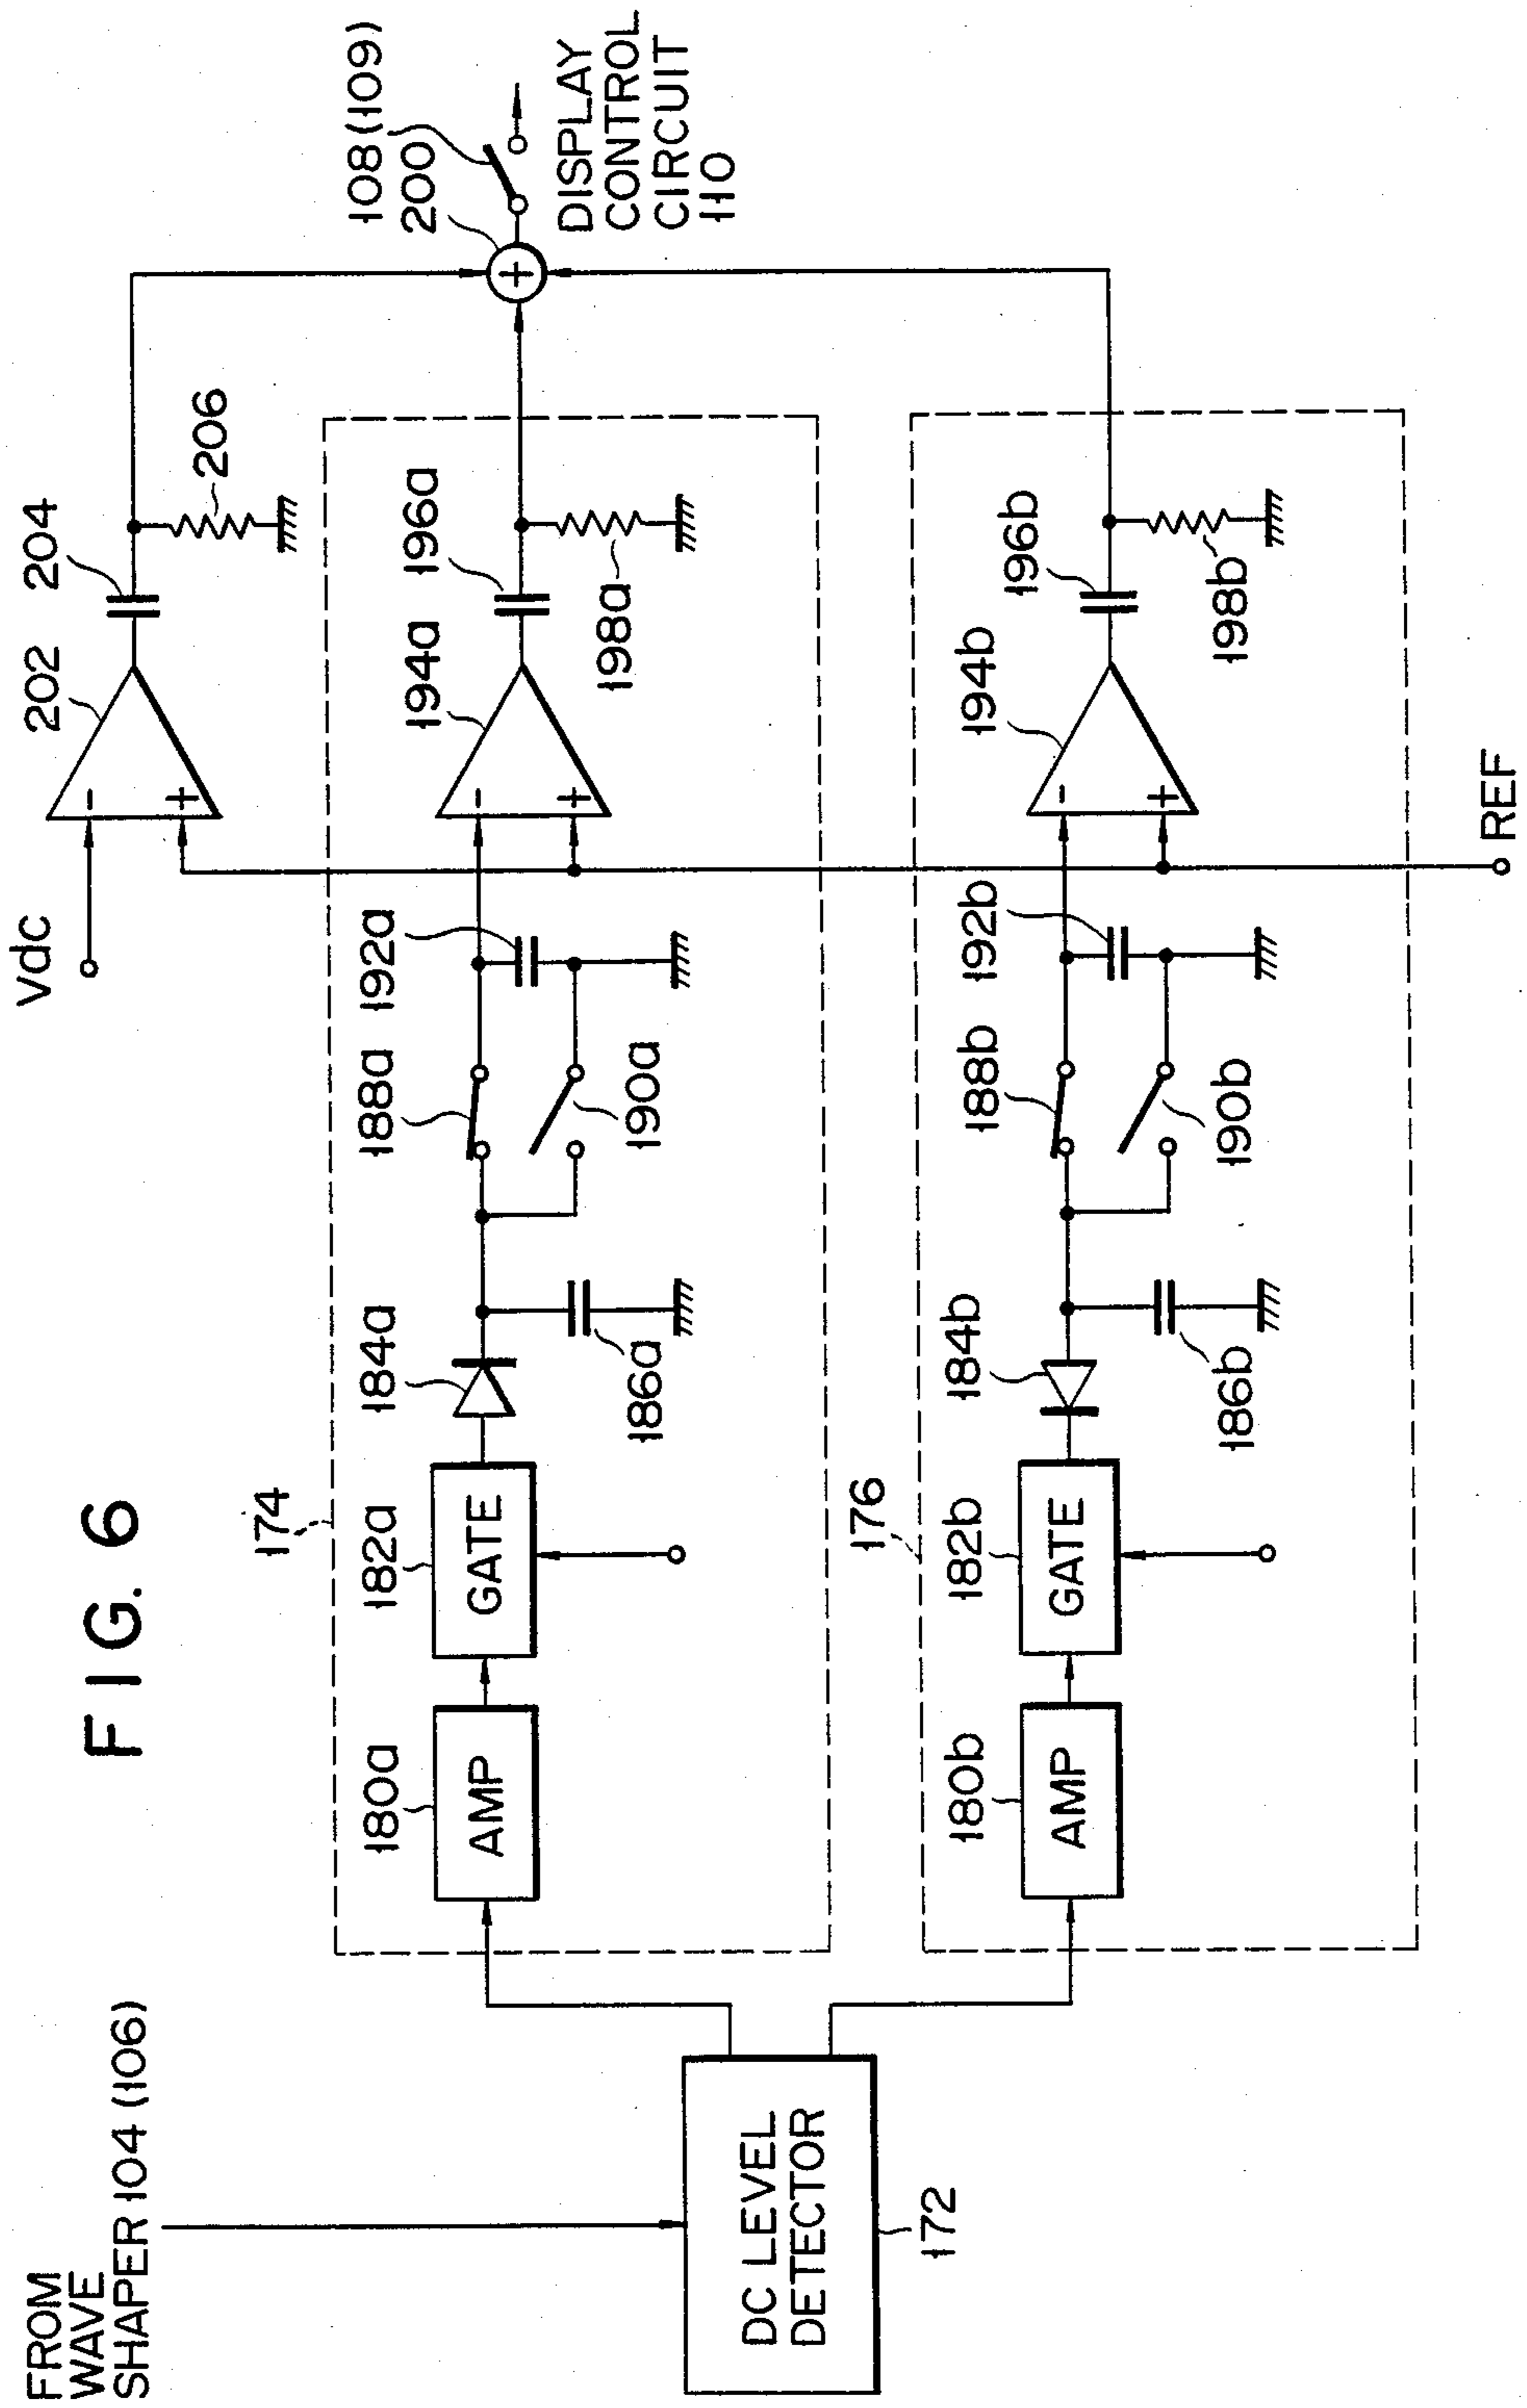 FIG. 6
FROM
WAVE
SHAPER 104 (106)
DC LEVEL
DETECTOR
172
174
180a
AMP
182a
GATE
184a
186a
188a
190a
192a
194a
-
+
196a
198a
Vdc
202
-
+
204
206
108 (109)
200
+
DISPLAY
CONTROL
CIRCUIT
110
176
180b
AMP
182b
GATE
184b
186b
188b
190b
192b
194b
-
+
196b
198b
REF